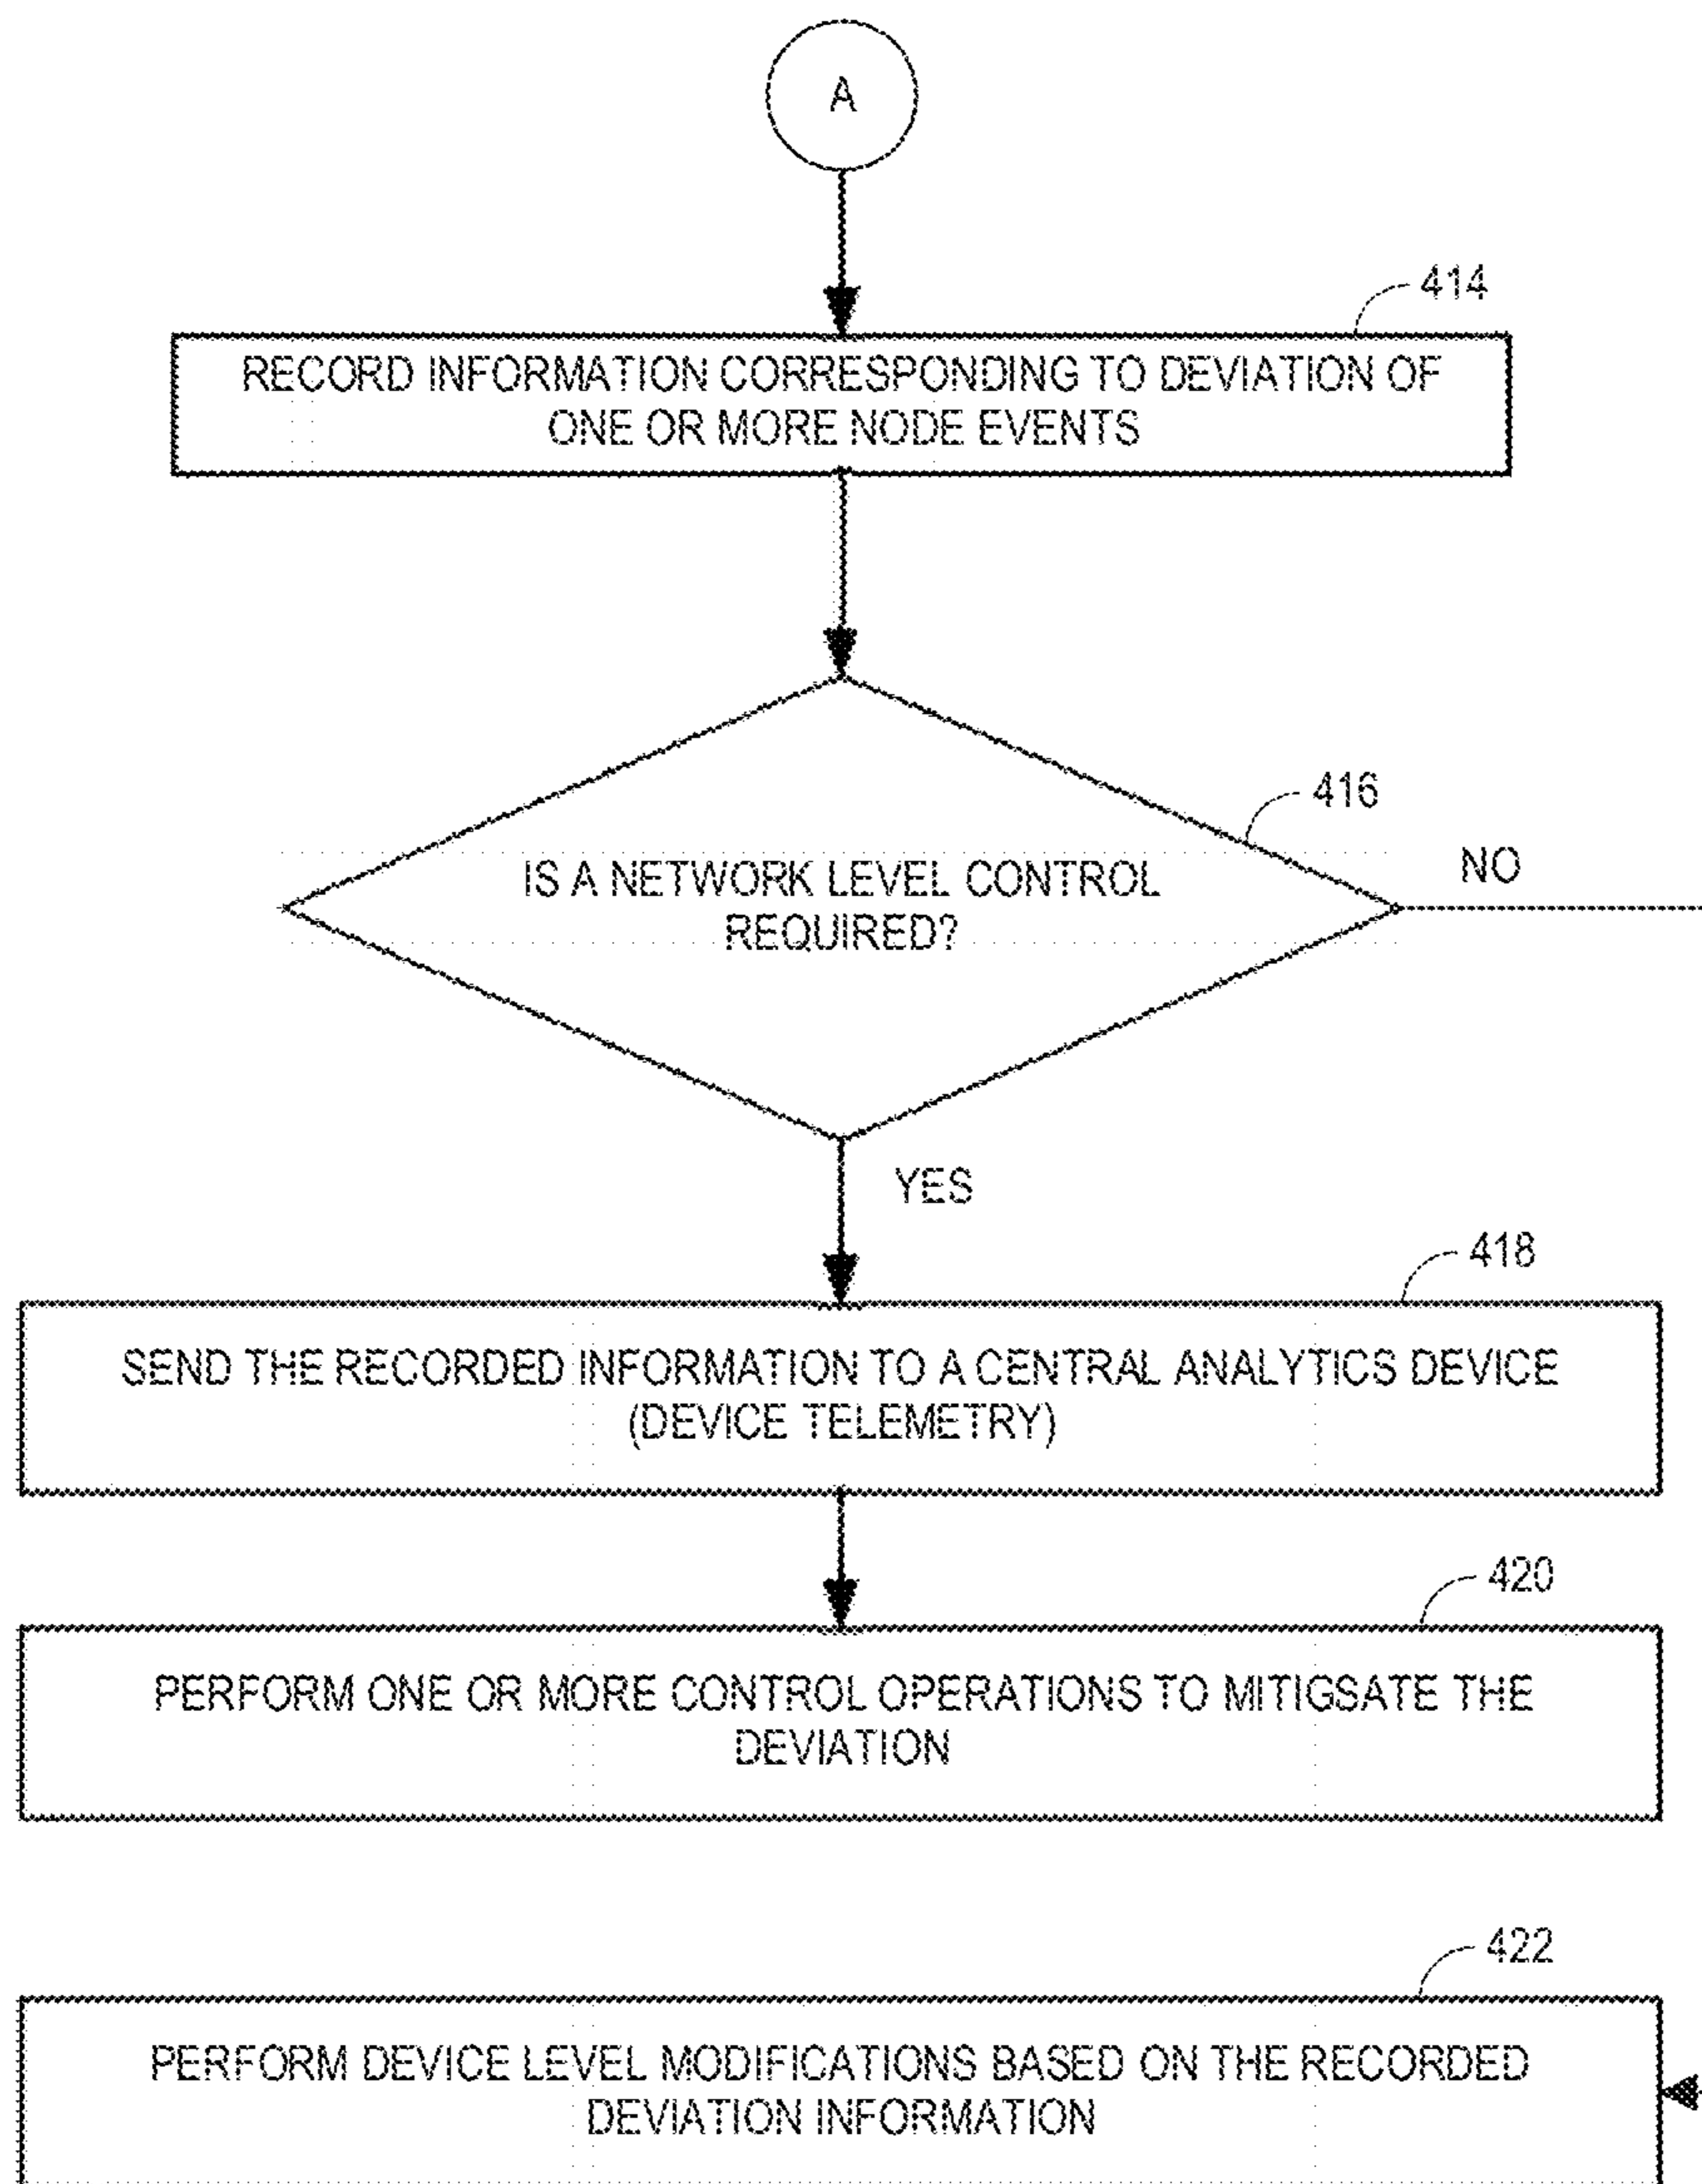 A
414
RECORD INFORMATION CORRESPONDING TO DEVIATION OF
ONE OR MORE NODE EVENTS
416
IS A NETWORK LEVEL CONTROL
REQUIRED?
NO
YES
418
SEND THE RECORDED INFORMATION TO A CENTRAL ANALYTICS DEVICE
(DEVICE TELEMETRY)
420
PERFORM ONE OR MORE CONTROL OPERATIONS TO MITIGSATE THE
DEVIATION
422
PERFORM DEVICE LEVEL MODIFICATIONS BASED ON THE RECORDED
DEVIATION INFORMATION